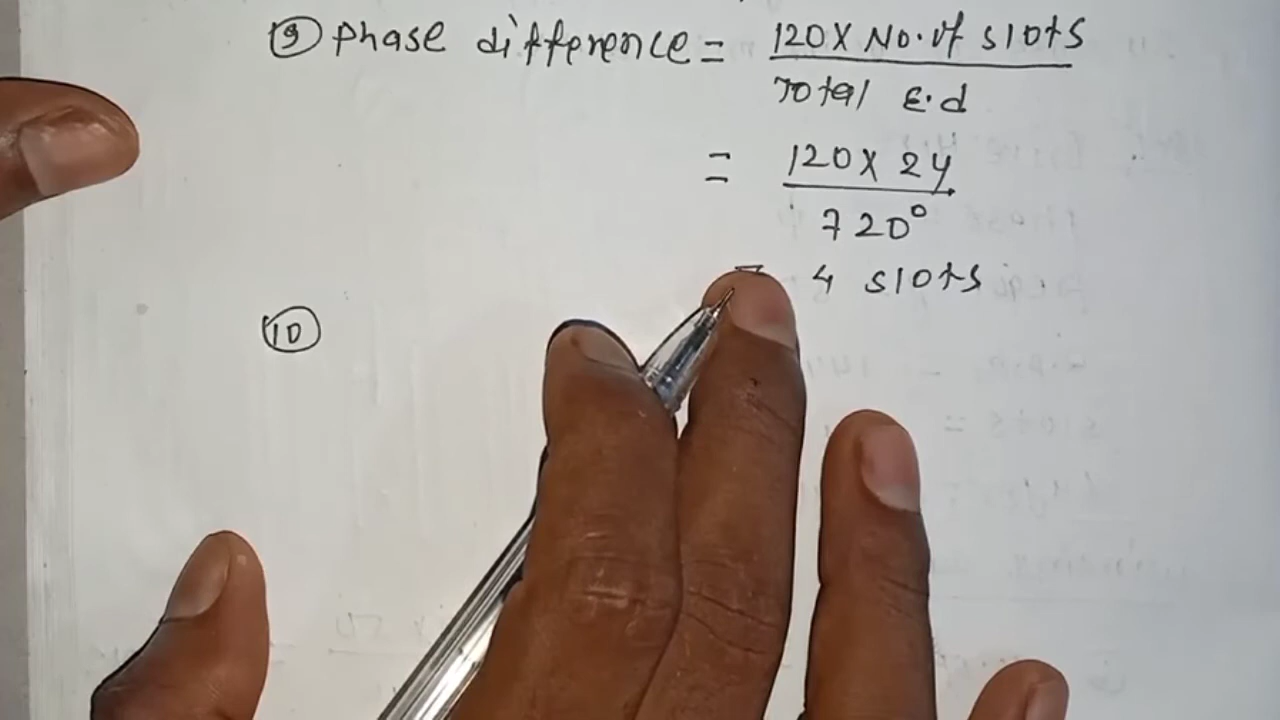 ⑨ Phase difference = 120 X No. of slots
Total E.d
= 120 X 24
720°
= 4 slots
⑩